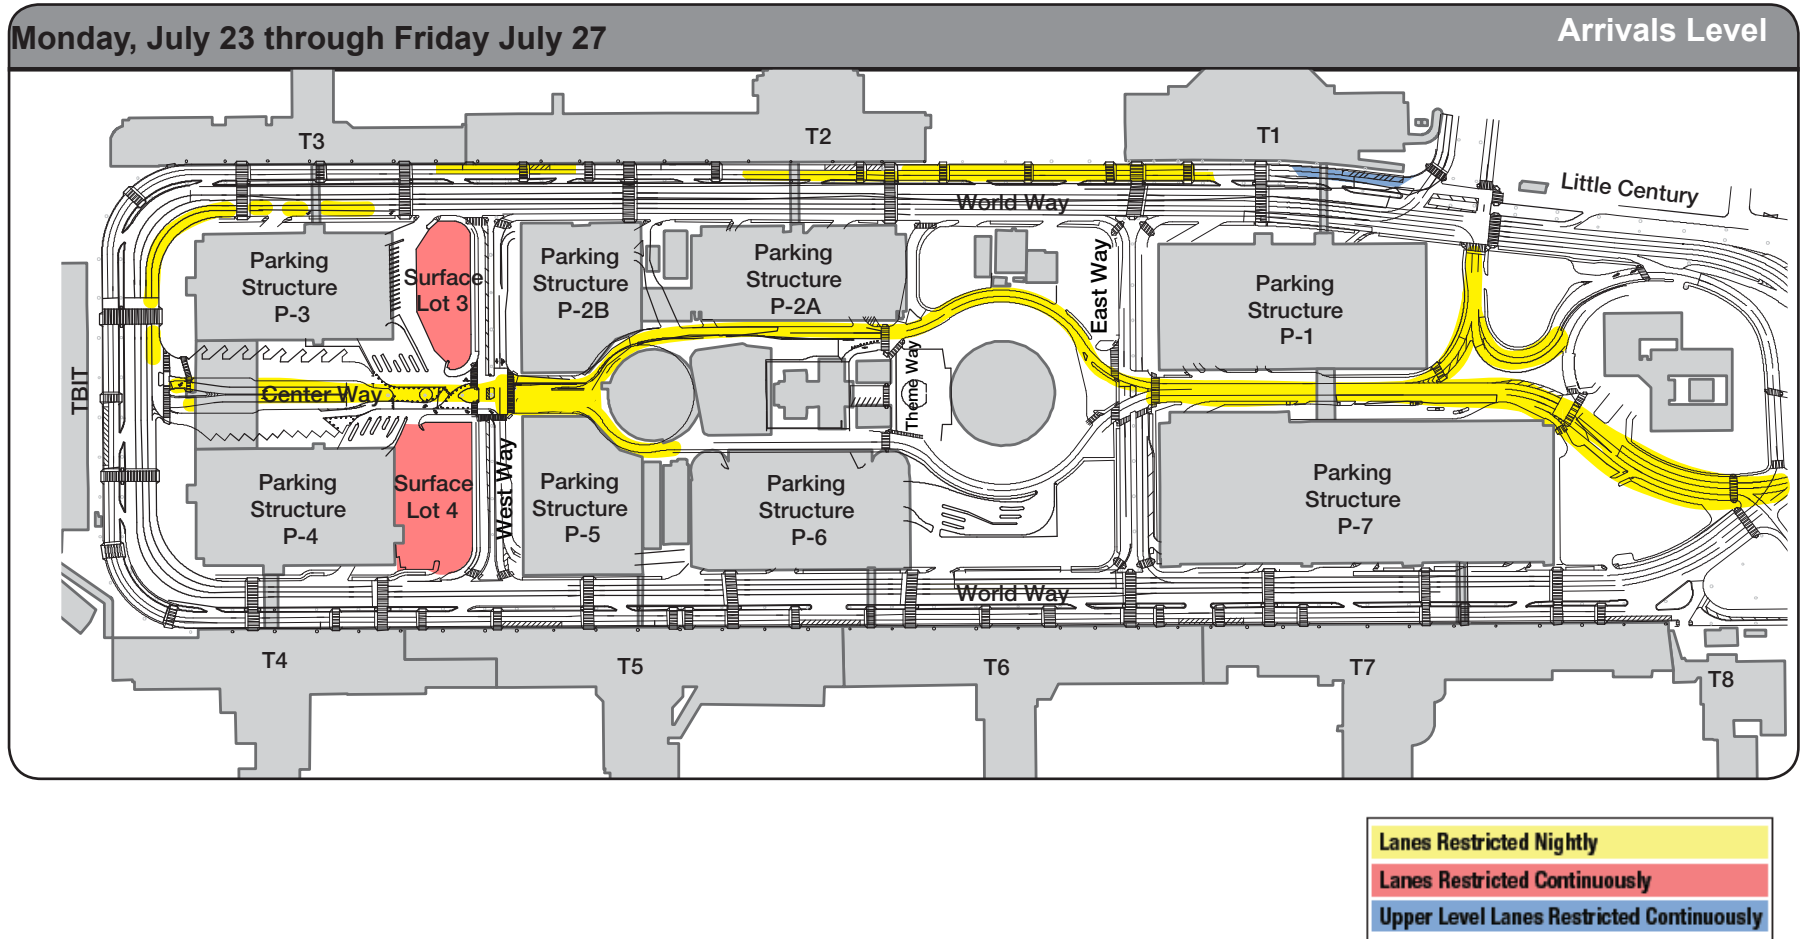 Monday, July 23 through Friday July 27
Arrivals Level
T3
T2
T1
Little Century
World Way
East Way
Parking
Structure
P-3
Surface
Lot 3
Parking
Structure
P-2B
Parking
Structure
P-2A
Parking
Structure
P-1
TBIT
Center Way
Theme Way
West Way
Parking
Structure
P-4
Surface
Lot 4
Parking
Structure
P-5
Parking
Structure
P-6
Parking
Structure
P-7
World Way
T4
T5
T6
T7
T8
Lanes Restricted Nightly
Lanes Restricted Continuously
Upper Level Lanes Restricted Continuously